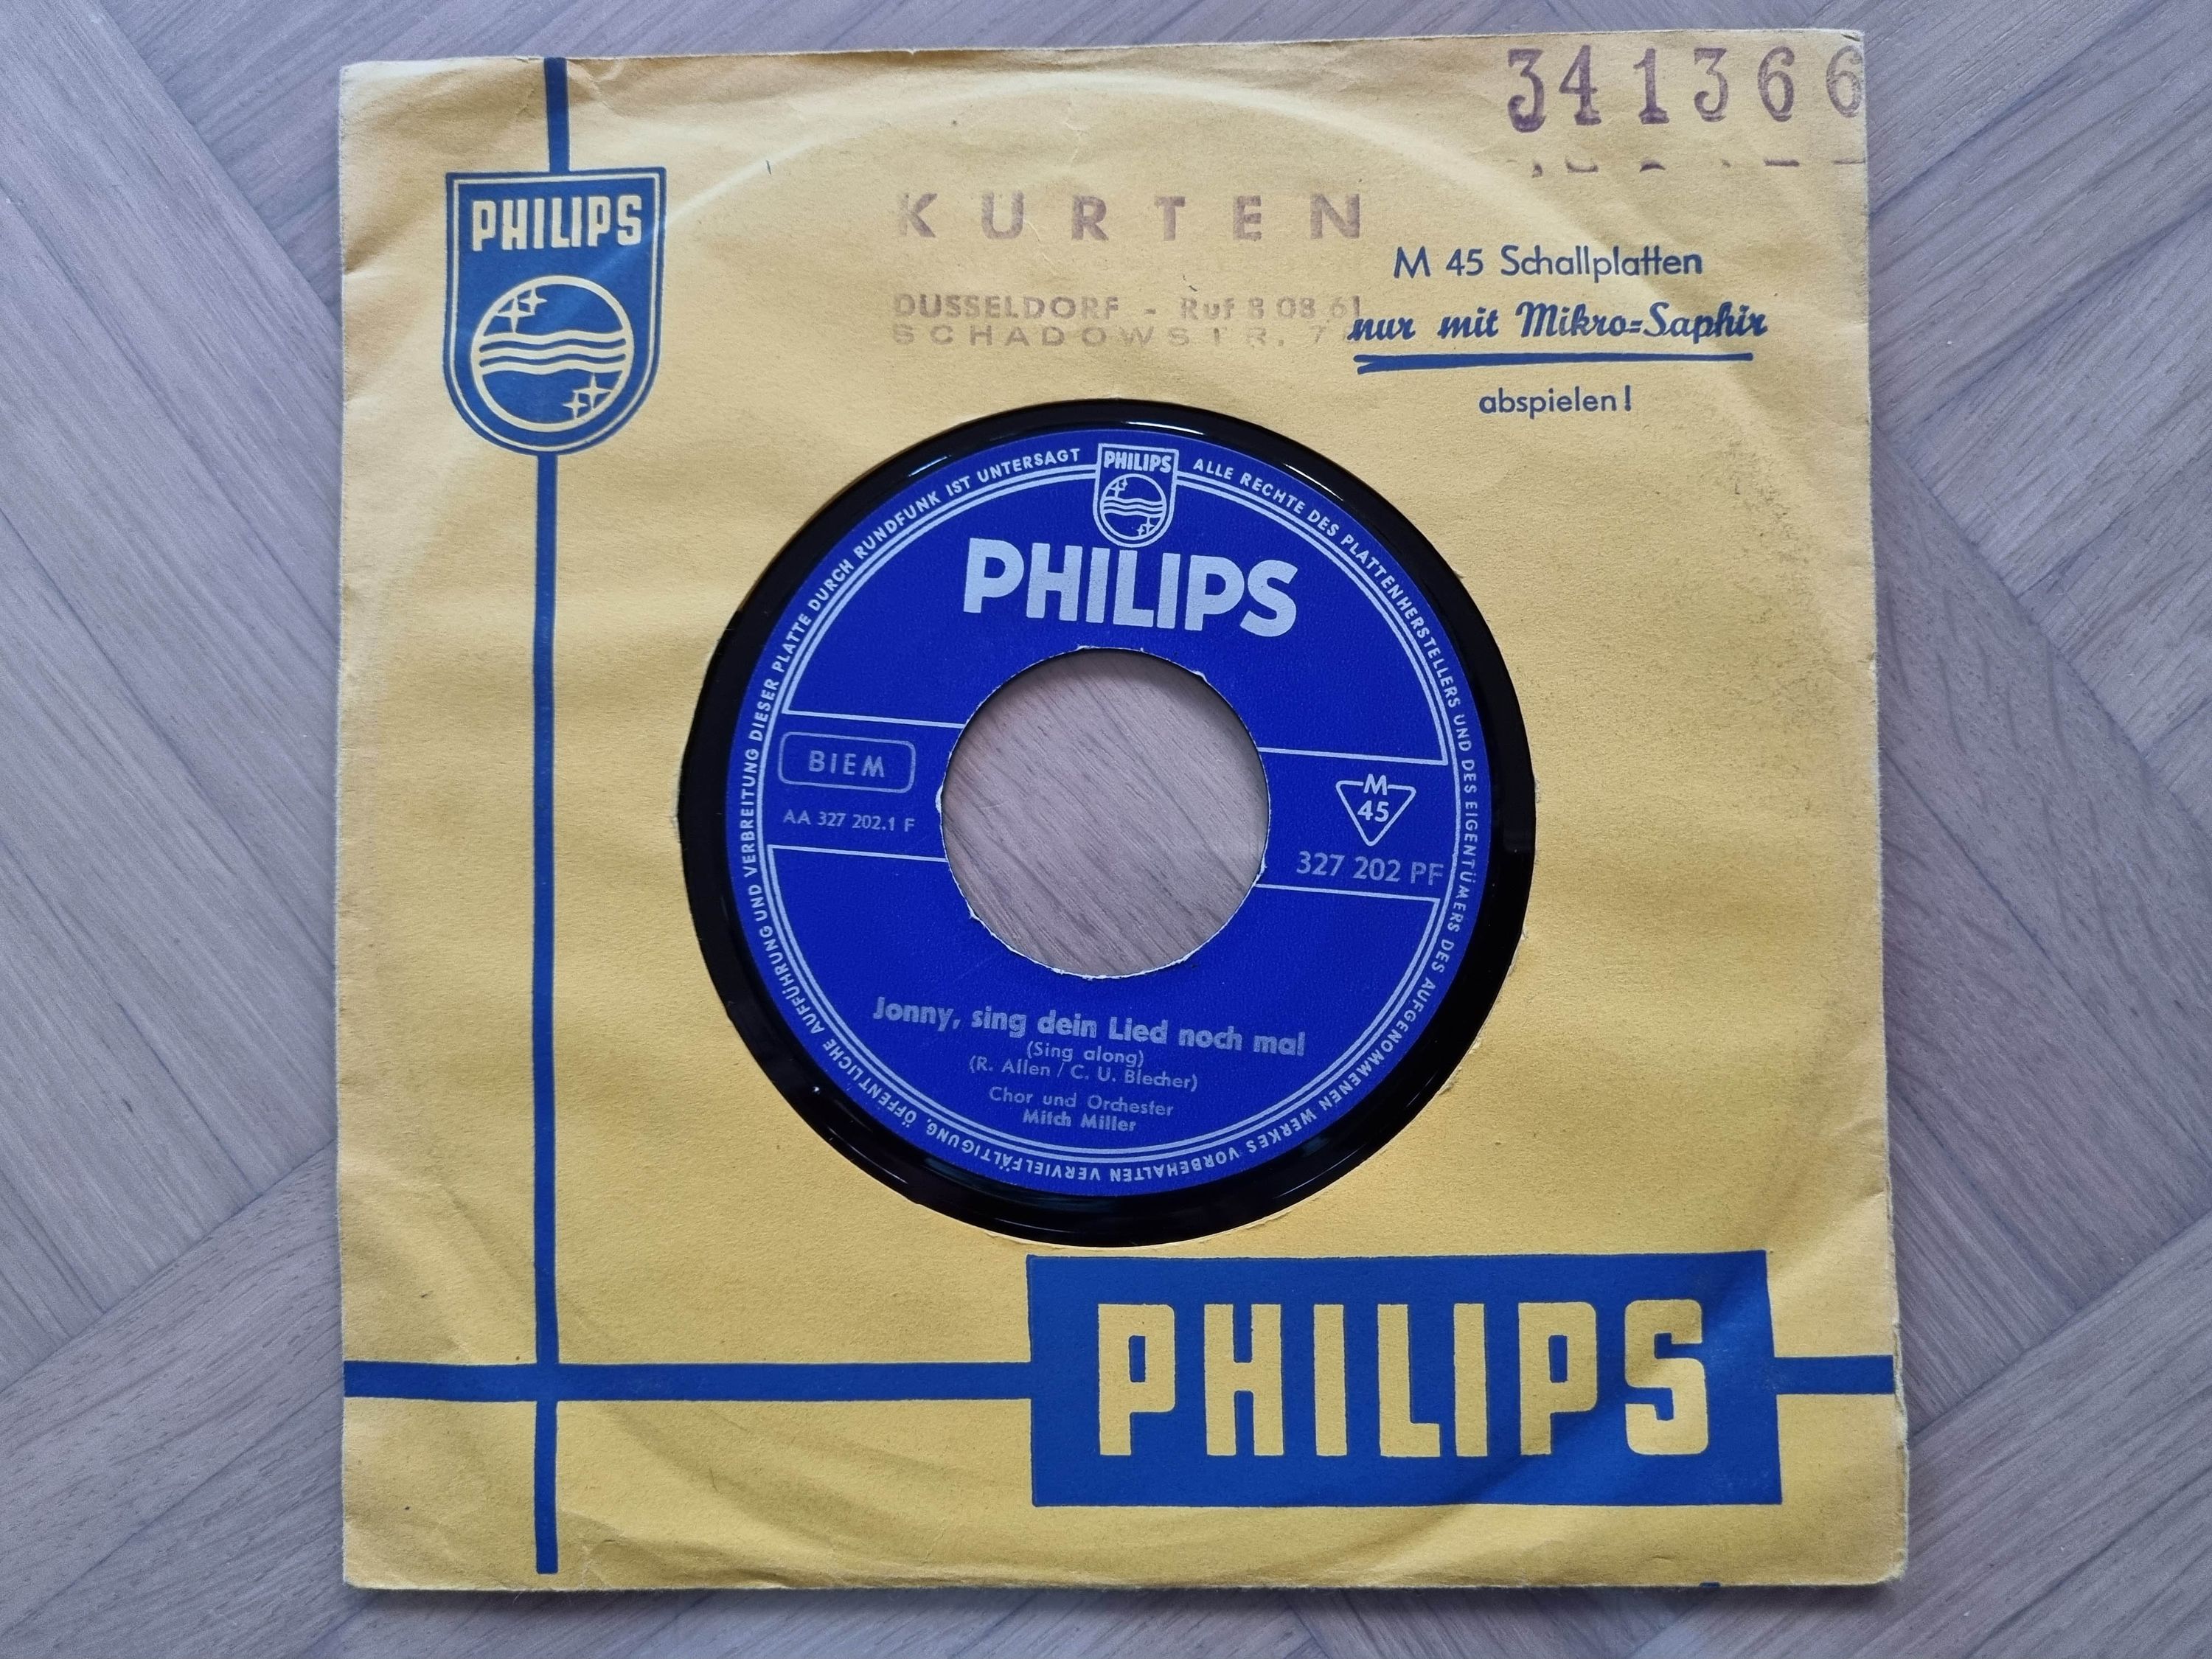 341366
PHILIPS
KURTEN
DUSSELDORF - Ruf 8 08 61
SCHADOWSTR. 7
M 45 Schallplatten
nur mit Mikro=Saphir
abspielen!
PHILIPS
ALLE RECHTE DES PLATTENHERSTELLERS UND DES EIGENTÜMERS DES AUFGENOMMENEN WERKES VORBEHALTEN VERVIELFÄLTIGUNG, ÖFFENTLICHE AUFFÜHRUNG UND VERBREITUNG DIESER PLATTE DURCH RUNDFUNK IST UNTERSAGT
PHILIPS
BIEM
M
45
AA 327 202.1 F
327 202 PF
Jonny, sing dein Lied noch mal
(Sing along)
(R. Allen / C. U. Blecher)
Chor und Orchester
Mitch Miller
PHILIPS